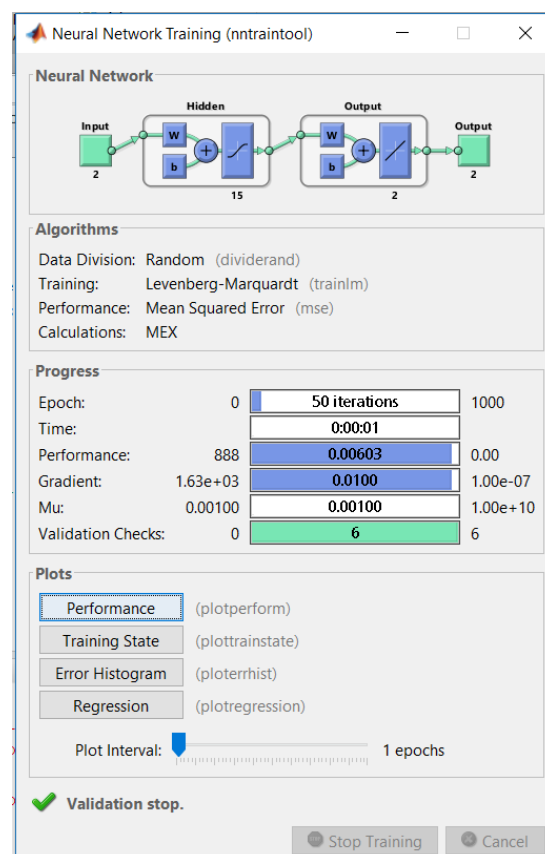 Neural Network Training (nntraintool)
Neural Network
Hidden Output
Input Output
W b + W b +
2 15 2 2
Algorithms
Data Division: Random (dividerand)
Training: Levenberg-Marquardt (trainlm)
Performance: Mean Squared Error (mse)
Calculations: MEX
Progress
Epoch: 0 50 iterations 1000
Time: 0:00:01
Performance: 888 0.00603 0.00
Gradient: 1.63e+03 0.0100 1.00e-07
Mu: 0.00100 0.00100 1.00e+10
Validation Checks: 0 6 6
Plots
Performance (plotperform)
Training State (plottrainstate)
Error Histogram (ploterrhist)
Regression (plotregression)
Plot Interval: 1 epochs
Validation stop.
Stop Training Cancel